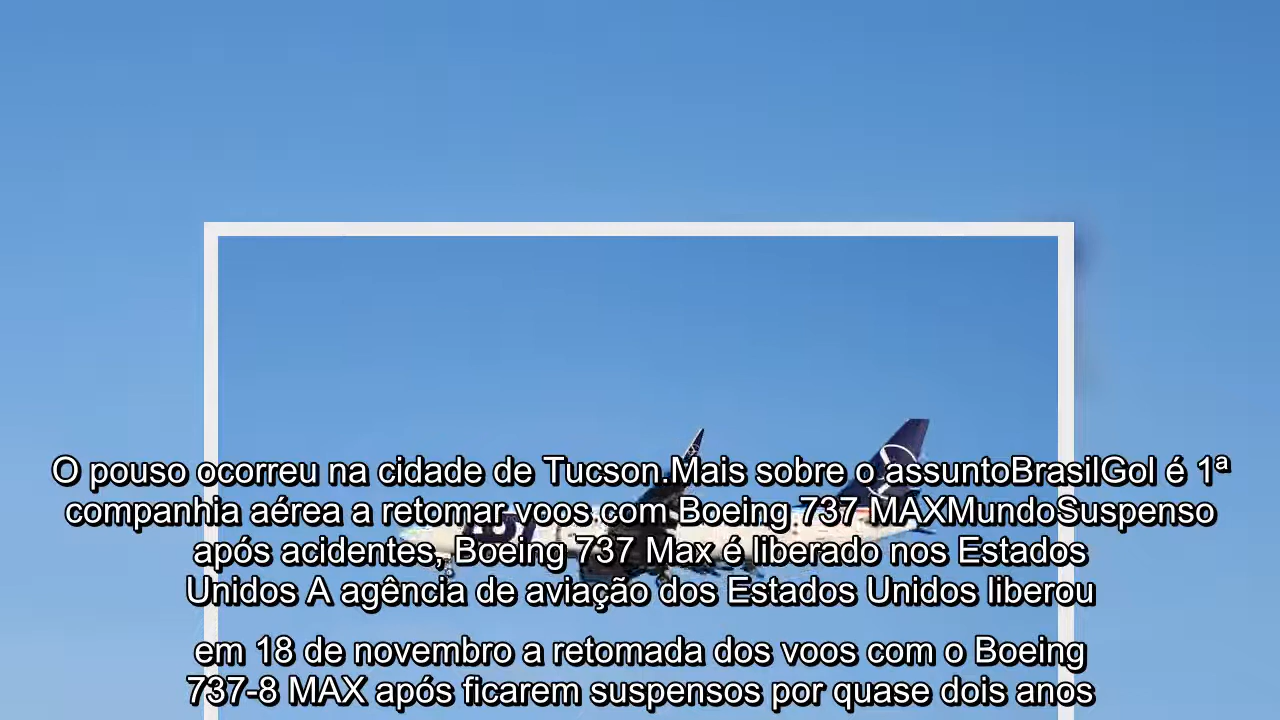 O pouso ocorreu na cidade de Tucson.Mais sobre o assuntoBrasilGol é 1ª
companhia aérea a retomar voos com Boeing 737 MAXMundoSuspenso
após acidentes, Boeing 737 Max é liberado nos Estados
Unidos A agência de aviação dos Estados Unidos liberou
em 18 de novembro a retomada dos voos com o Boeing
737-8 MAX após ficarem suspensos por quase dois anos